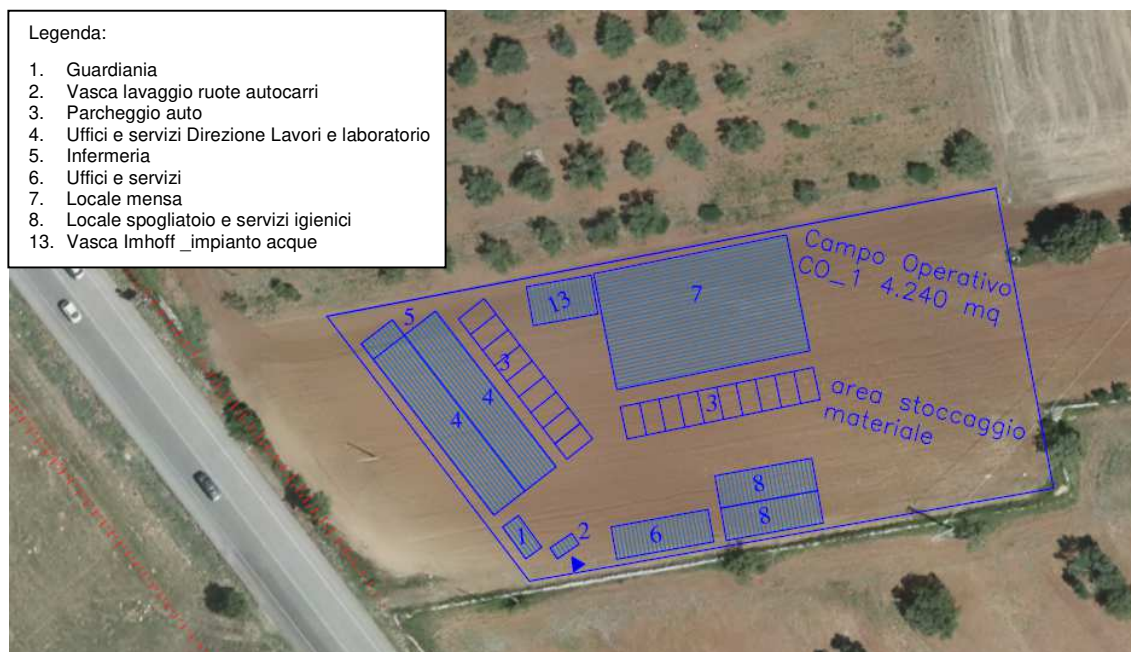 Legenda:
1. Guardiania
2. Vasca lavaggio ruote autocarri
3. Parcheggio auto
4. Uffici e servizi Direzione Lavori e laboratorio
5. Infermeria
6. Uffici e servizi
7. Locale mensa
8. Locale spogliatoio e servizi igienici
13. Vasca Imhoff _impianto acque
Campo Operativo
CO_1 4.240 mq
13
7
5
3
4
4
3
area stoccaggio
materiale
8
8
6
1
2